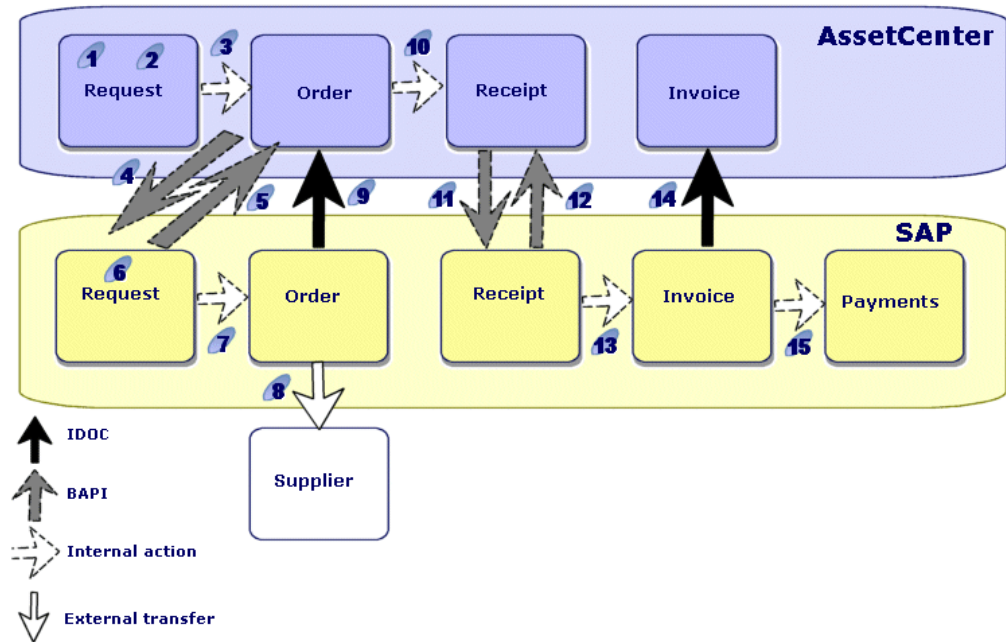 AssetCenter
1 2 3 10
Request Order Receipt Invoice
4 5 9 11 12 14
SAP
6
Request Order Receipt Invoice Payments
7 13 15
8
Supplier
IDOC
BAPI
Internal action
External transfer